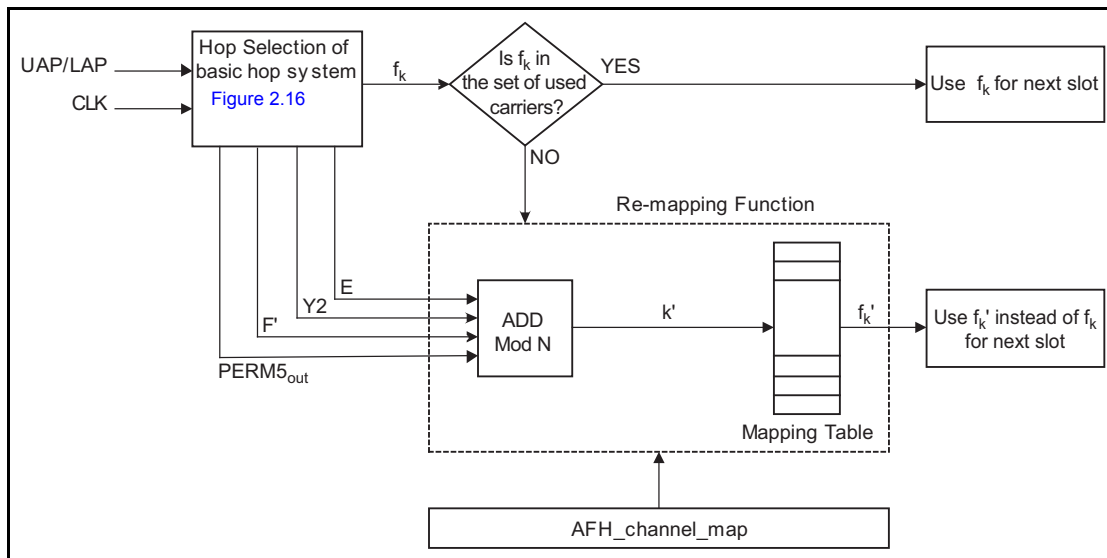 UAP/LAP
CLK
Hop Selection of
basic hop system
Figure 2.16
fk
Is fk in
the set of used
carriers?
YES
Use fk for next slot
NO
Re-mapping Function
E
Y2
F'
PERM5out
ADD
Mod N
k'
fk'
Mapping Table
Use fk' instead of fk
for next slot
AFH_channel_map